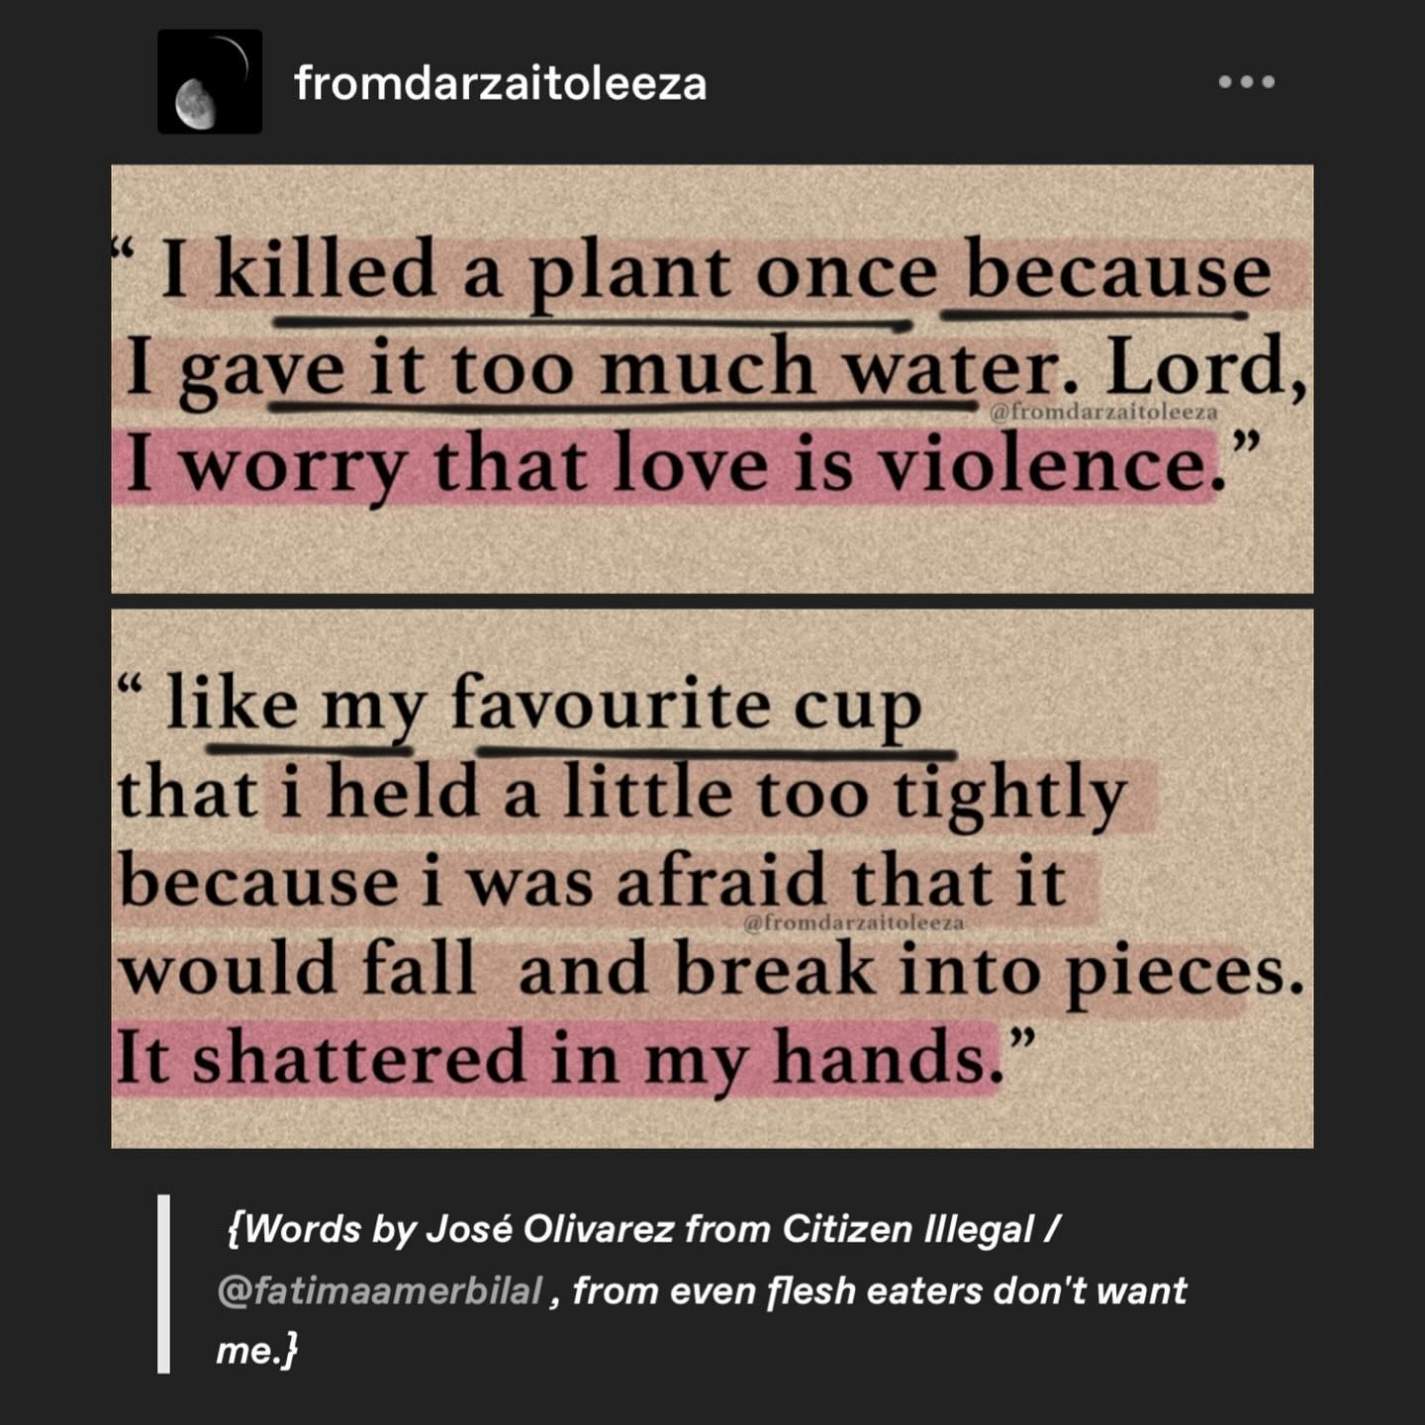 fromdarzaitoleeza
“ I killed a plant once because
I gave it too much water. Lord,
@fromdarzaitoleeza
I worry that love is violence.”
“ like my favourite cup
that i held a little too tightly
because i was afraid that it
@fromdarzaitoleeza
would fall and break into pieces.
It shattered in my hands.”
{Words by José Olivarez from Citizen Illegal /
@fatimaamerbilal , from even flesh eaters don't want
me.}